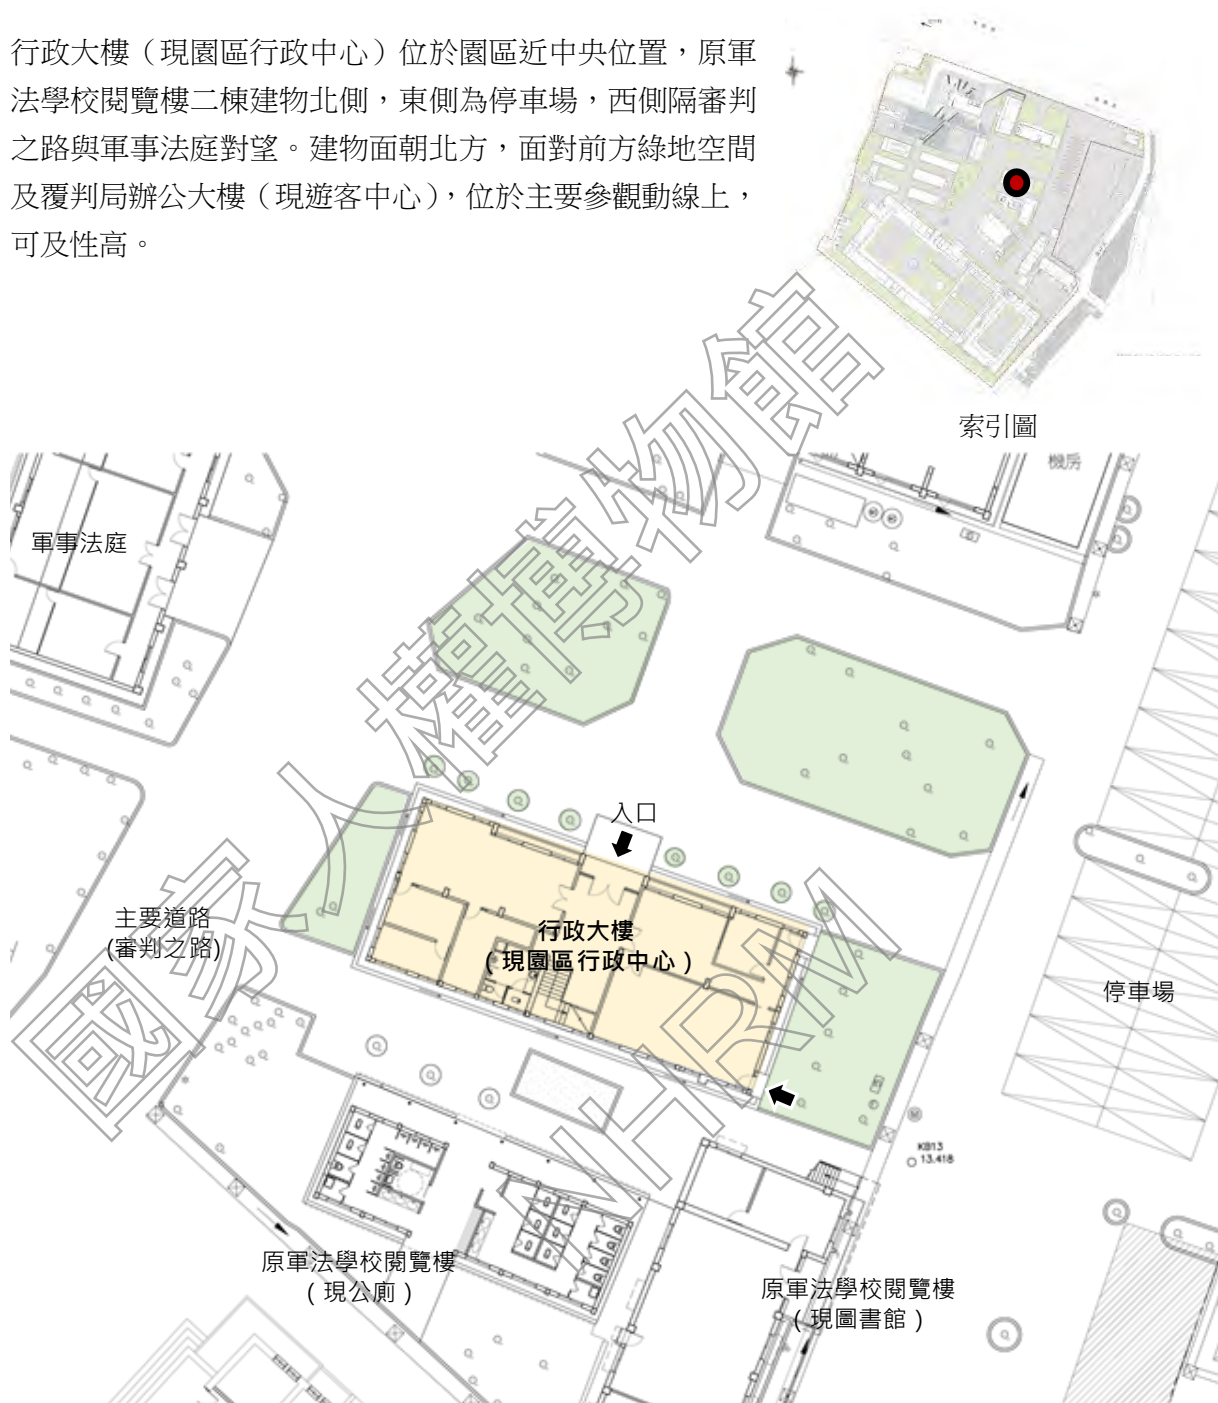 行政大樓（現園區行政中心）位於園區近中央位置，原軍
法學校閱覽樓二棟建物北側，東側為停車場，西側隔審判
之路與軍事法庭對望。建物面朝北方，面對前方綠地空間
及覆判局辦公大樓（現遊客中心），位於主要參觀動線上，
可及性高。
索引圖
機房
軍事法庭
入口
主要道路
(審判之路)
行政大樓
（現園區行政中心）
停車場
KB13
13.418
原軍法學校閱覽樓
（現公廁）
原軍法學校閱覽樓
（現圖書館）
國家人權博物館
NHRM